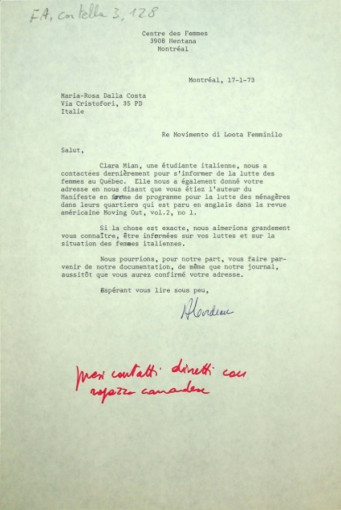 F.A. cartella 3, 128
Centre des Femmes
3908 Mentana
Montréal
Montréal, 17-1-73
Maria-Rosa Dalla Costa
Via Cristofori, 35 PD
Italie
Re Movimento di Loota Femminilo
Salut,
Clara Mian, une étudiante italienne, nous a
contactées dernièrement pour s'informer de la lutte des
femmes au Québec. Elle nous a également donné votre
adresse en nous disant que vous étiez l'auteur du
Manifeste en forme de programme pour la lutte des ménagères
dans leurs quartiers qui est paru en anglais dans la revue
américaine Moving Out, vol.2, no 1.
Si la chose est exacte, nous aimerions grandement
vous connaître, être informées sur vos luttes et sur la
situation des femmes italiennes.
Nous pourrions, pour notre part, vous faire par-
venir de notre documentation, de même que notre journal,
aussitôt que vous aurez confirmé votre adresse.
Espérant vous lire sous peu,
presi contatti diretti con
ragazza canadese